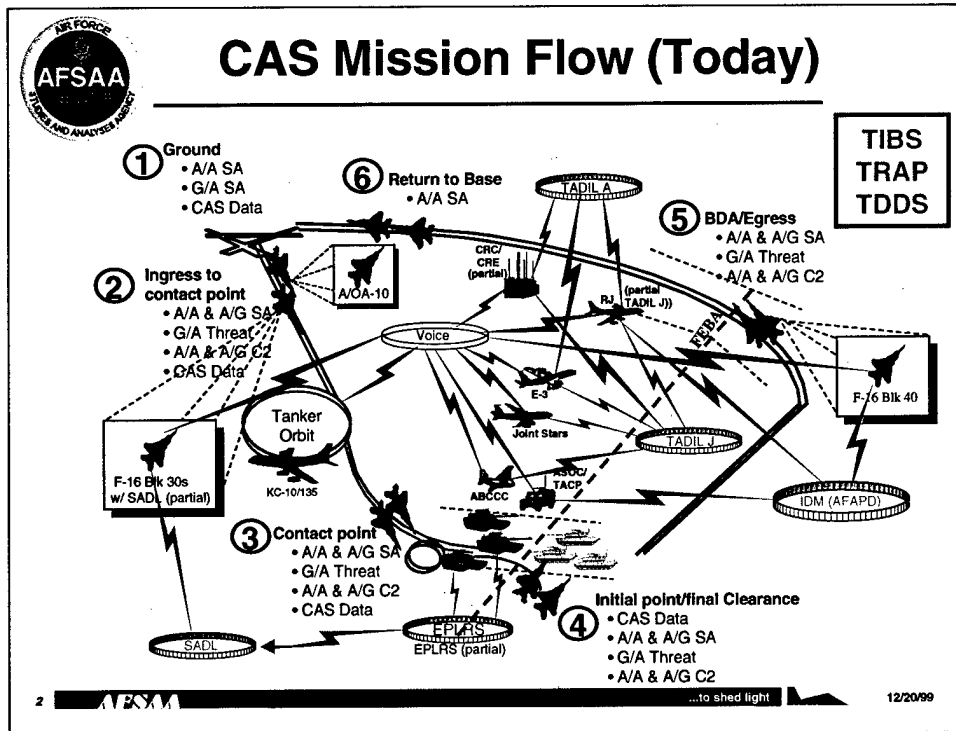 AIR FORCE
AFSAA
STUDIES AND ANALYSES AGENCY
CAS Mission Flow (Today)
TIBS
TRAP
TDDS
1 Ground
• A/A SA
• G/A SA
• CAS Data
6 Return to Base
• A/A SA
TADIL A
5 BDA/Egress
• A/A & A/G SA
• G/A Threat
• A/A & A/G C2
2 Ingress to
contact point
• A/A & A/G SA
• G/A Threat
• A/A & A/G C2
• CAS Data
A/OA-10
CRC/
CRE
(partial)
RJ
(partial
TADIL J))
FEBA
Voice
E-3
Joint Stars
F-16 Blk 40
Tanker
Orbit
KC-10/135
TADIL J
F-16 Blk 30s
w/ SADL (partial)
ABCCC
ASOC/
TACP
IDM (AFAPD)
3 Contact point
• A/A & A/G SA
• G/A Threat
• A/A & A/G C2
• CAS Data
4 Initial point/final Clearance
• CAS Data
• A/A & A/G SA
• G/A Threat
• A/A & A/G C2
SADL
EPLRS
EPLRS (partial)
2
AFSAA
...to shed light
12/20/99